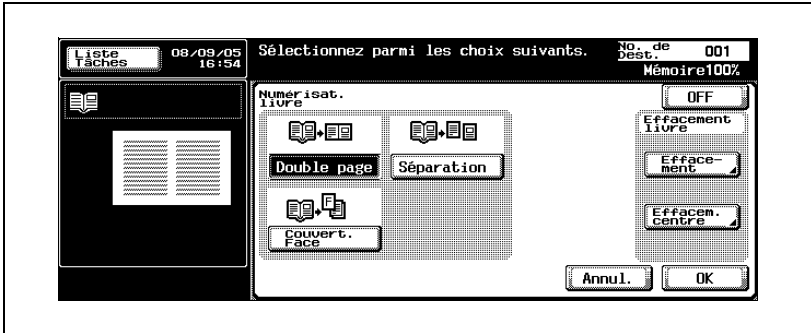 Liste
Tâches
08/09/05
16:54
Sélectionnez parmi les choix suivants.
No. de
Dest.
001
Mémoire100%
Numérisat.
livre
OFF
Effacement
livre
Double page
Séparation
Efface-
ment
F
Couvert.
Face
Effacem.
centre
Annul.
OK